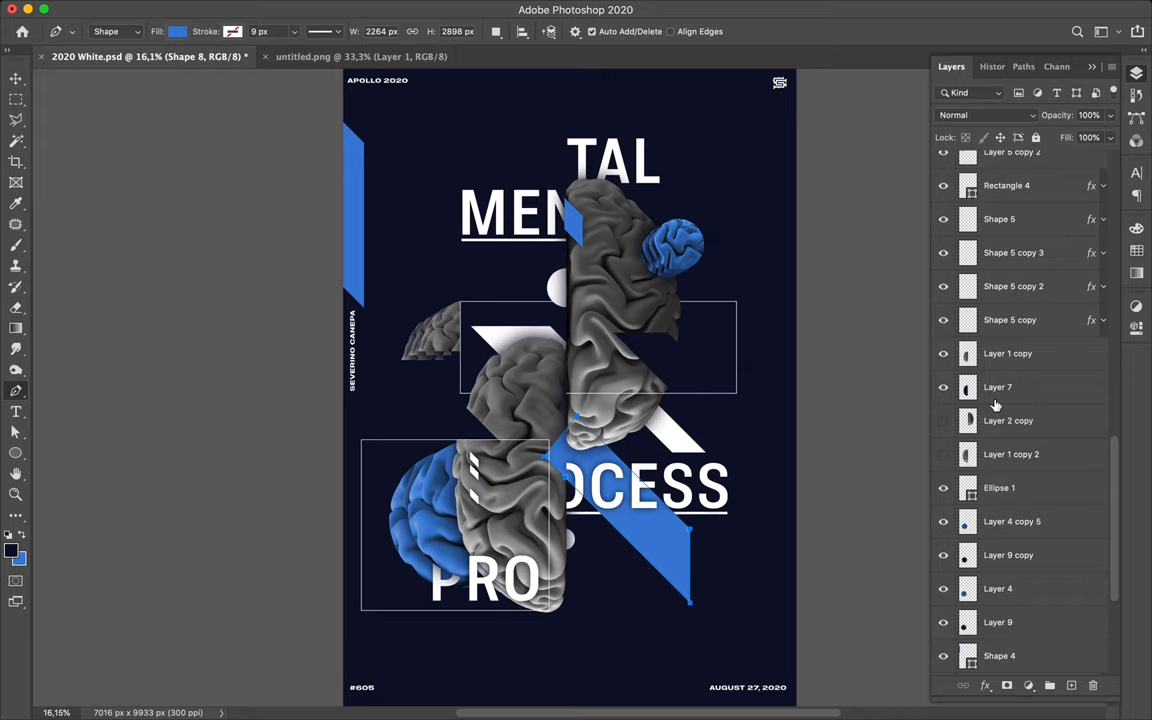 Adobe Photoshop 2020
Shape Fill: Stroke: 9 px W: 2264 px H: 2898 px Auto Add/Delete Align Edges
2020 White.psd @ 16,1% (Shape 8, RGB/8) * untitled.png @ 33,3% (Layer 1, RGB/8)
Layers Histor Paths Chann
Kind
Normal Opacity: 100%
Lock: Fill: 100%
Layer 5 copy 2
Rectangle 4 fx
Shape 5 fx
Shape 5 copy 3 fx
Shape 5 copy 2 fx
Shape 5 copy fx
Layer 1 copy
Layer 7
Layer 2 copy
Layer 1 copy 2
Ellipse 1
Layer 4 copy 5
Layer 9 copy
Layer 4
Layer 9
Shape 4
APOLLO 2020
TAL
MEN
SEVERINO CANEPA
OCESS
PRO
#605
AUGUST 27, 2020
16,15% 7016 px x 9933 px (300 ppi)